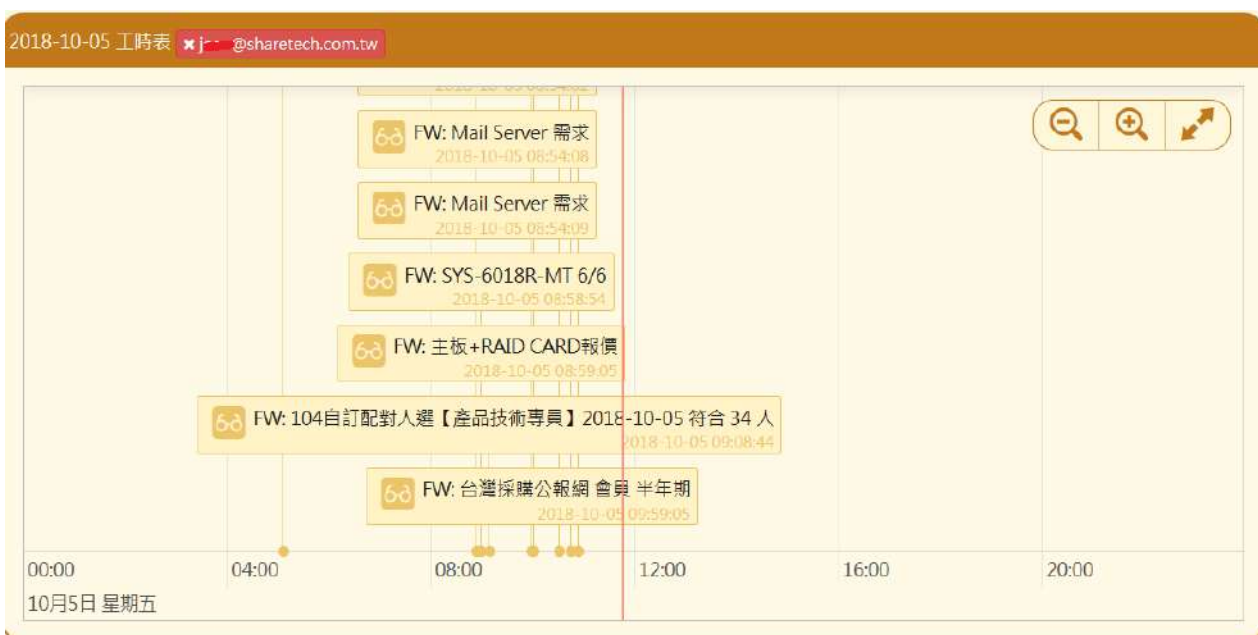 2018-10-05 工時表 ✖ j @sharetech.com.tw
FW: Mail Server 需求
2018-10-05 08:54:08
FW: Mail Server 需求
2018-10-05 08:54:09
FW: SYS-6018R-MT 6/6
2018-10-05 08:58:54
FW: 主板+RAID CARD報價
2018-10-05 08:59:05
FW: 104自訂配對人選【產品技術專員】2018-10-05 符合 34 人
2018-10-05 09:08:44
FW: 台灣採購公報網 會員 半年期
2018-10-05 09:59:05
00:00 04:00 08:00 12:00 16:00 20:00
10月5日 星期五